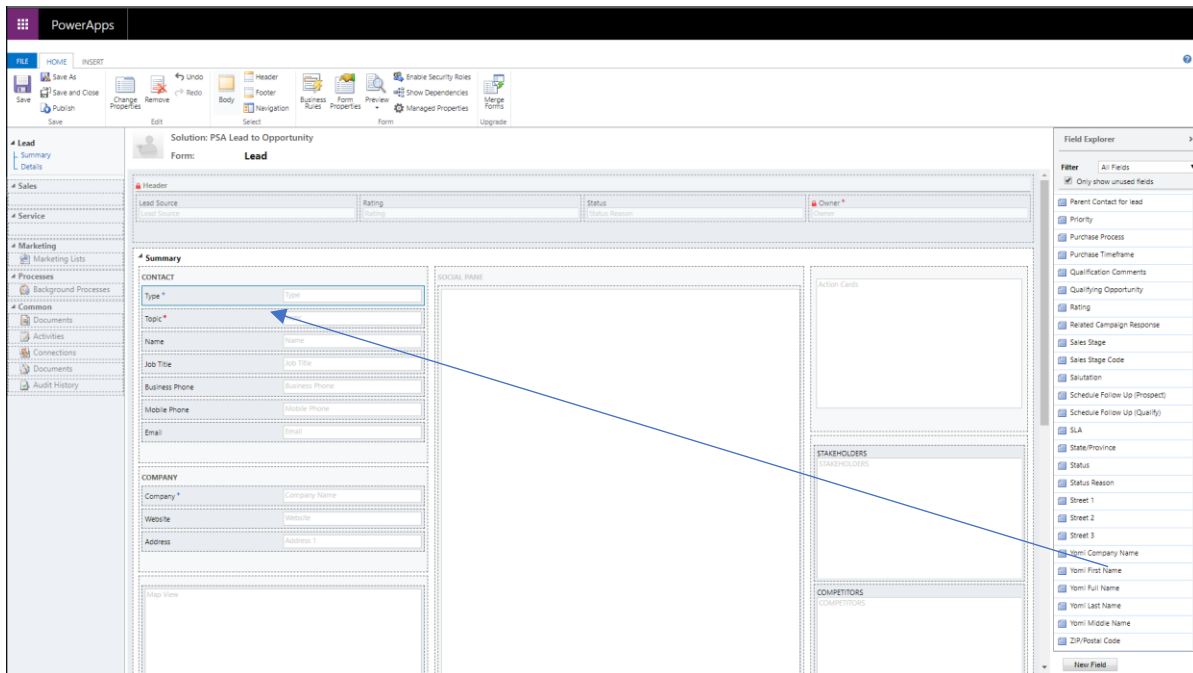 PowerApps
FILE HOME INSERT
Save
Save As
Save and Close
Publish
Save
Change Properties
Remove
Undo
Redo
Edit
Body
Header
Footer
Navigation
Select
Business Rules
Form Properties
Preview
Enable Security Roles
Show Dependencies
Managed Properties
Form
Merge Forms
Upgrade
Lead
Summary
Details
Sales
Service
Marketing
Marketing Lists
Processes
Background Processes
Common
Documents
Activities
Connections
Documents
Audit History
Solution: PSA Lead to Opportunity
Form: Lead
Header
Lead Source Rating Status Owner *
Lead Source Rating Status Reason Owner
Summary
CONTACT
Type * Type
Topic *
Name Name
Job Title Job Title
Business Phone Business Phone
Mobile Phone Mobile Phone
Email Email
COMPANY
Company * Company Name
Website Website
Address Address 1
Map View
SOCIAL PANE
Action Cards
STAKEHOLDERS
STAKEHOLDERS
COMPETITORS
COMPETITORS
Field Explorer
Filter All Fields
Only show unused fields
Parent Contact for lead
Priority
Purchase Process
Purchase Timeframe
Qualification Comments
Qualifying Opportunity
Rating
Related Campaign Response
Sales Stage
Sales Stage Code
Salutation
Schedule Follow Up (Prospect)
Schedule Follow Up (Qualify)
SLA
State/Province
Status
Status Reason
Street 1
Street 2
Street 3
Yomi Company Name
Yomi First Name
Yomi Full Name
Yomi Last Name
Yomi Middle Name
ZIP/Postal Code
New Field